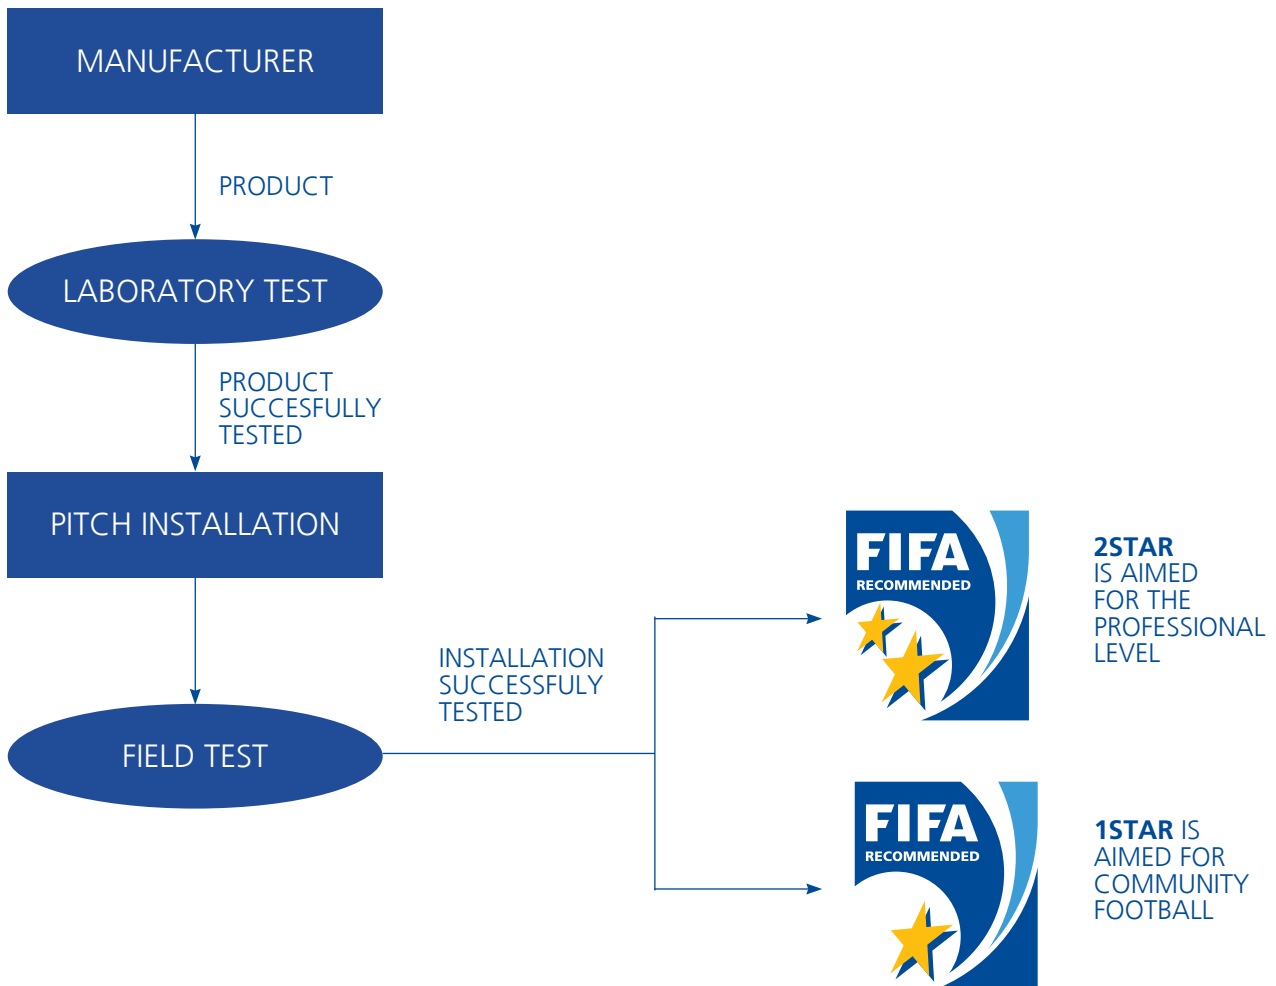 MANUFACTURER
PRODUCT
LABORATORY TEST
PRODUCT
SUCCESFULLY
TESTED
PITCH INSTALLATION
INSTALLATION
SUCCESSFULY
TESTED
FIELD TEST
FIFA
RECOMMENDED
2STAR
IS AIMED
FOR THE
PROFESSIONAL
LEVEL
FIFA
RECOMMENDED
1STAR IS
AIMED FOR
COMMUNITY
FOOTBALL